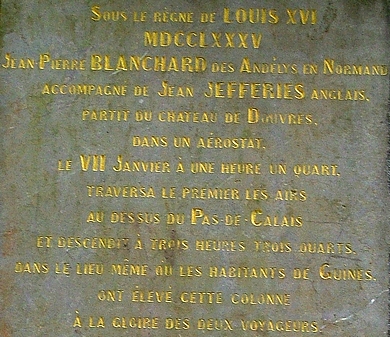 SOUS LE RÈGNE DE LOUIS XVI
MDCCLXXXV
JEAN-PIERRE BLANCHARD DES ANDÉLYS EN NORMAND
ACCOMPAGNÉ DE JEAN JEFFERIES ANGLAIS,
PARTIT DU CHATEAU DE DOUVRES,
DANS UN AÉROSTAT,
LE VII JANVIER À UNE HEURE UN QUART,
TRAVERSA LE PREMIER LES AIRS
AU DESSUS DU PAS-DE-CALAIS
ET DESCENDIT À TROIS HEURES TROIS QUARTS,
DANS LE LIEU MÊME OÙ LES HABITANTS DE GUINES,
ONT ÉLEVÉ CETTE COLONNE
À LA GLOIRE DES DEUX VOYAGEURS.